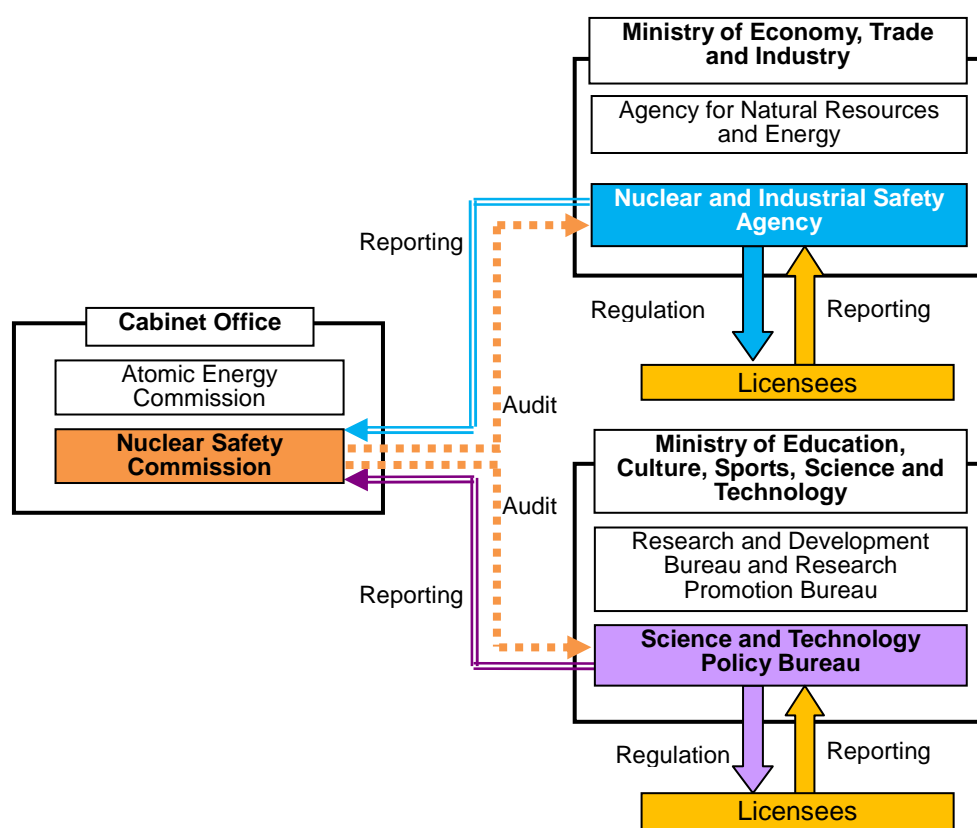 Ministry of Economy, Trade
and Industry
Agency for Natural Resources
and Energy
Nuclear and Industrial Safety
Agency
Reporting
Regulation
Reporting
Licensees
Cabinet Office
Atomic Energy
Commission
Nuclear Safety
Commission
Audit
Audit
Reporting
Ministry of Education,
Culture, Sports, Science and
Technology
Research and Development
Bureau and Research
Promotion Bureau
Science and Technology
Policy Bureau
Regulation
Reporting
Licensees